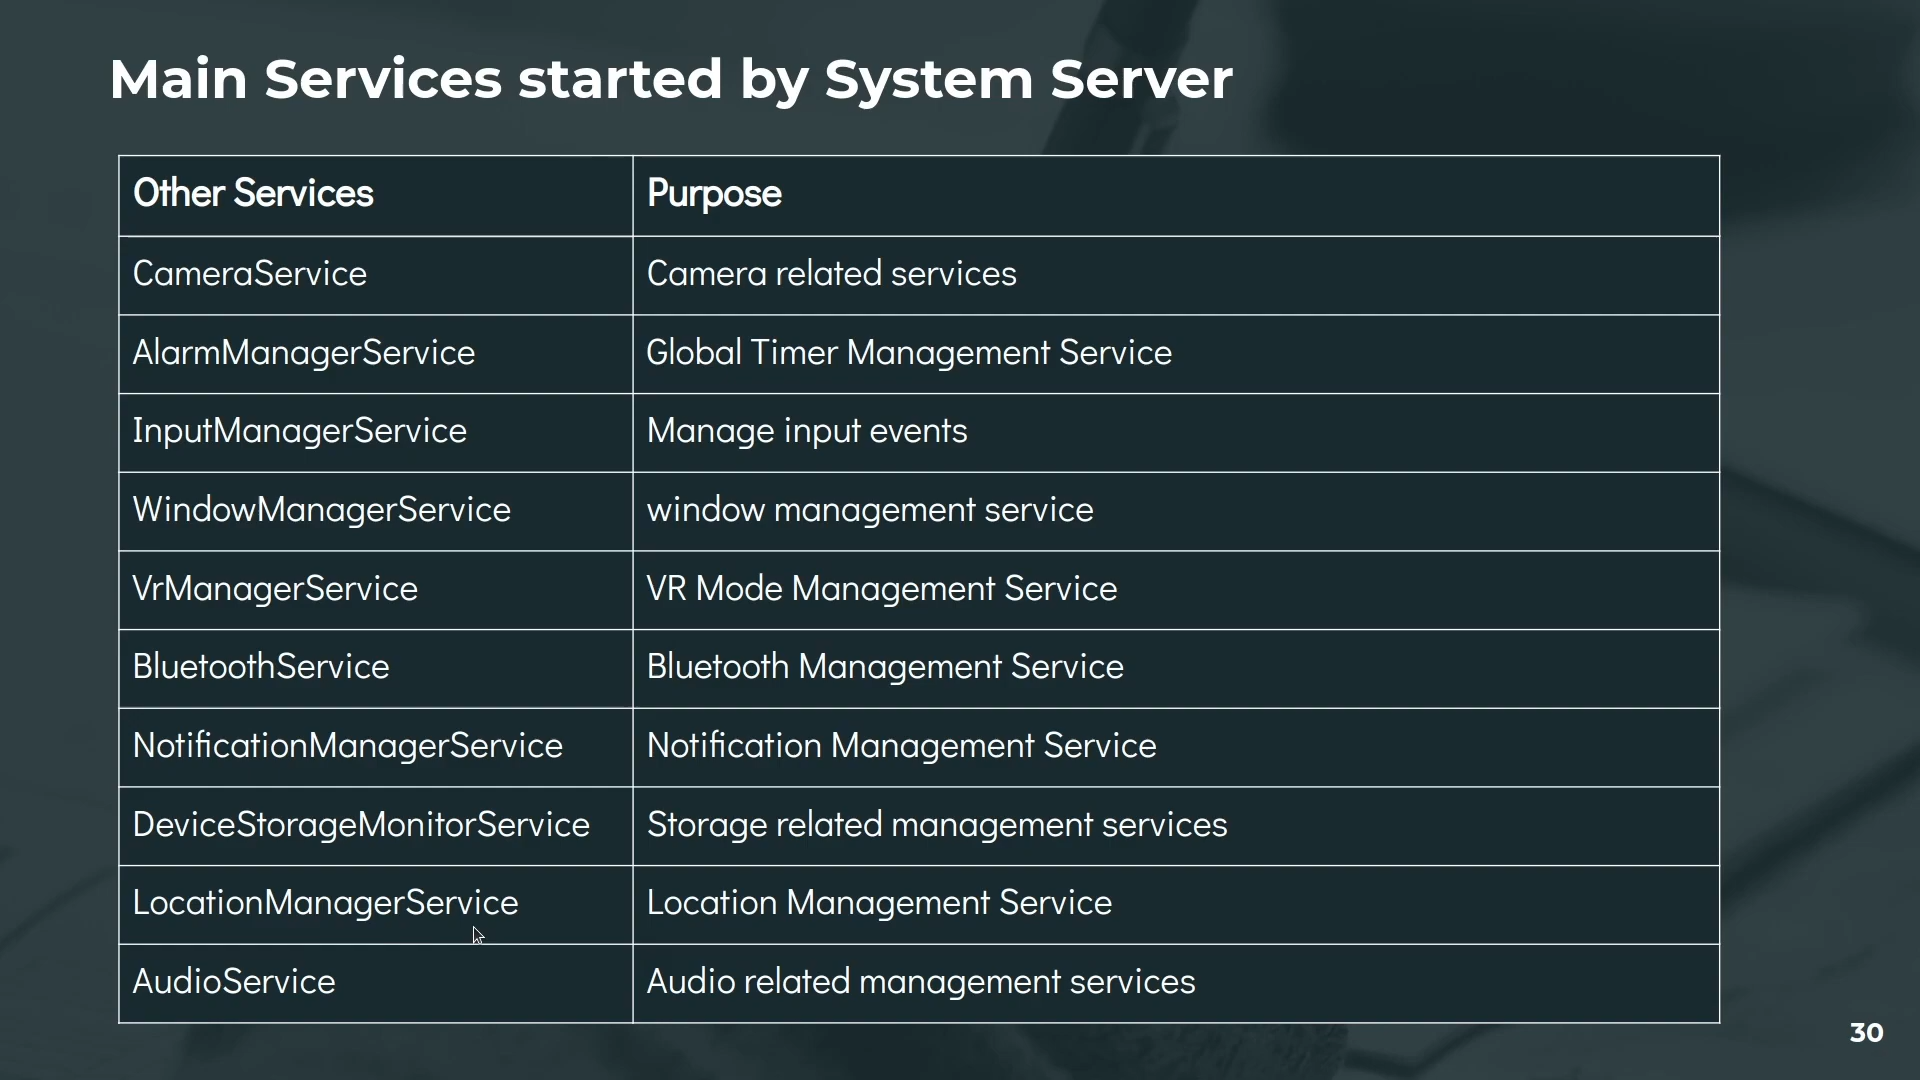 Main Services started by System Server
Other Services Purpose
CameraService Camera related services
AlarmManagerService Global Timer Management Service
InputManagerService Manage input events
WindowManagerService window management service
VrManagerService VR Mode Management Service
BluetoothService Bluetooth Management Service
NotificationManagerService Notification Management Service
DeviceStorageMonitorService Storage related management services
LocationManagerService Location Management Service
AudioService Audio related management services
30